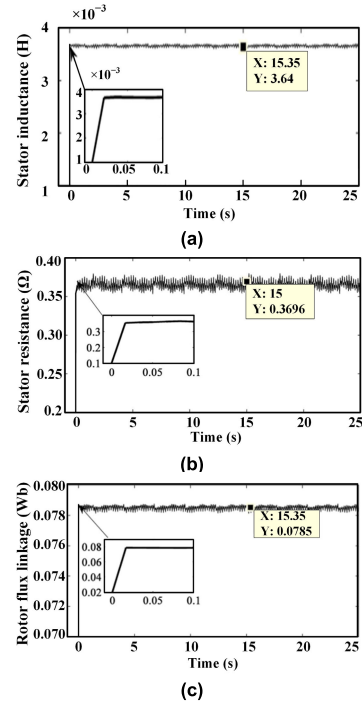 ×10⁻³
4
3
2
1
Stator inductance (H)
×10⁻³
4
3
2
1
0 0.05 0.1
X: 15.35
Y: 3.64
0 5 10 15 20 25
Time (s)
(a)
0.40
0.35
0.30
0.25
0.2
Stator resistance (Ω)
0.3
0.2
0.1
0 0.05 0.1
X: 15
Y: 0.3696
0 5 10 15 20 25
Time (s)
(b)
0.080
0.078
0.076
0.074
0.072
0.070
Rotor flux linkage (Wb)
0.08
0.06
0.04
0.02
0 0.05 0.1
X: 15.35
Y: 0.0785
0 5 10 15 20 25
Time (s)
(c)